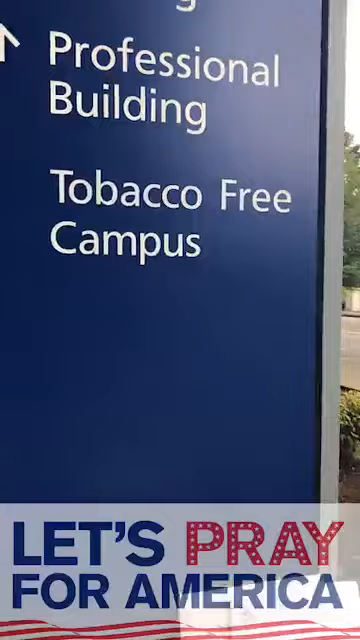 Professional
Building
Tobacco Free
Campus
LET'S PRAY
FOR AMERICA